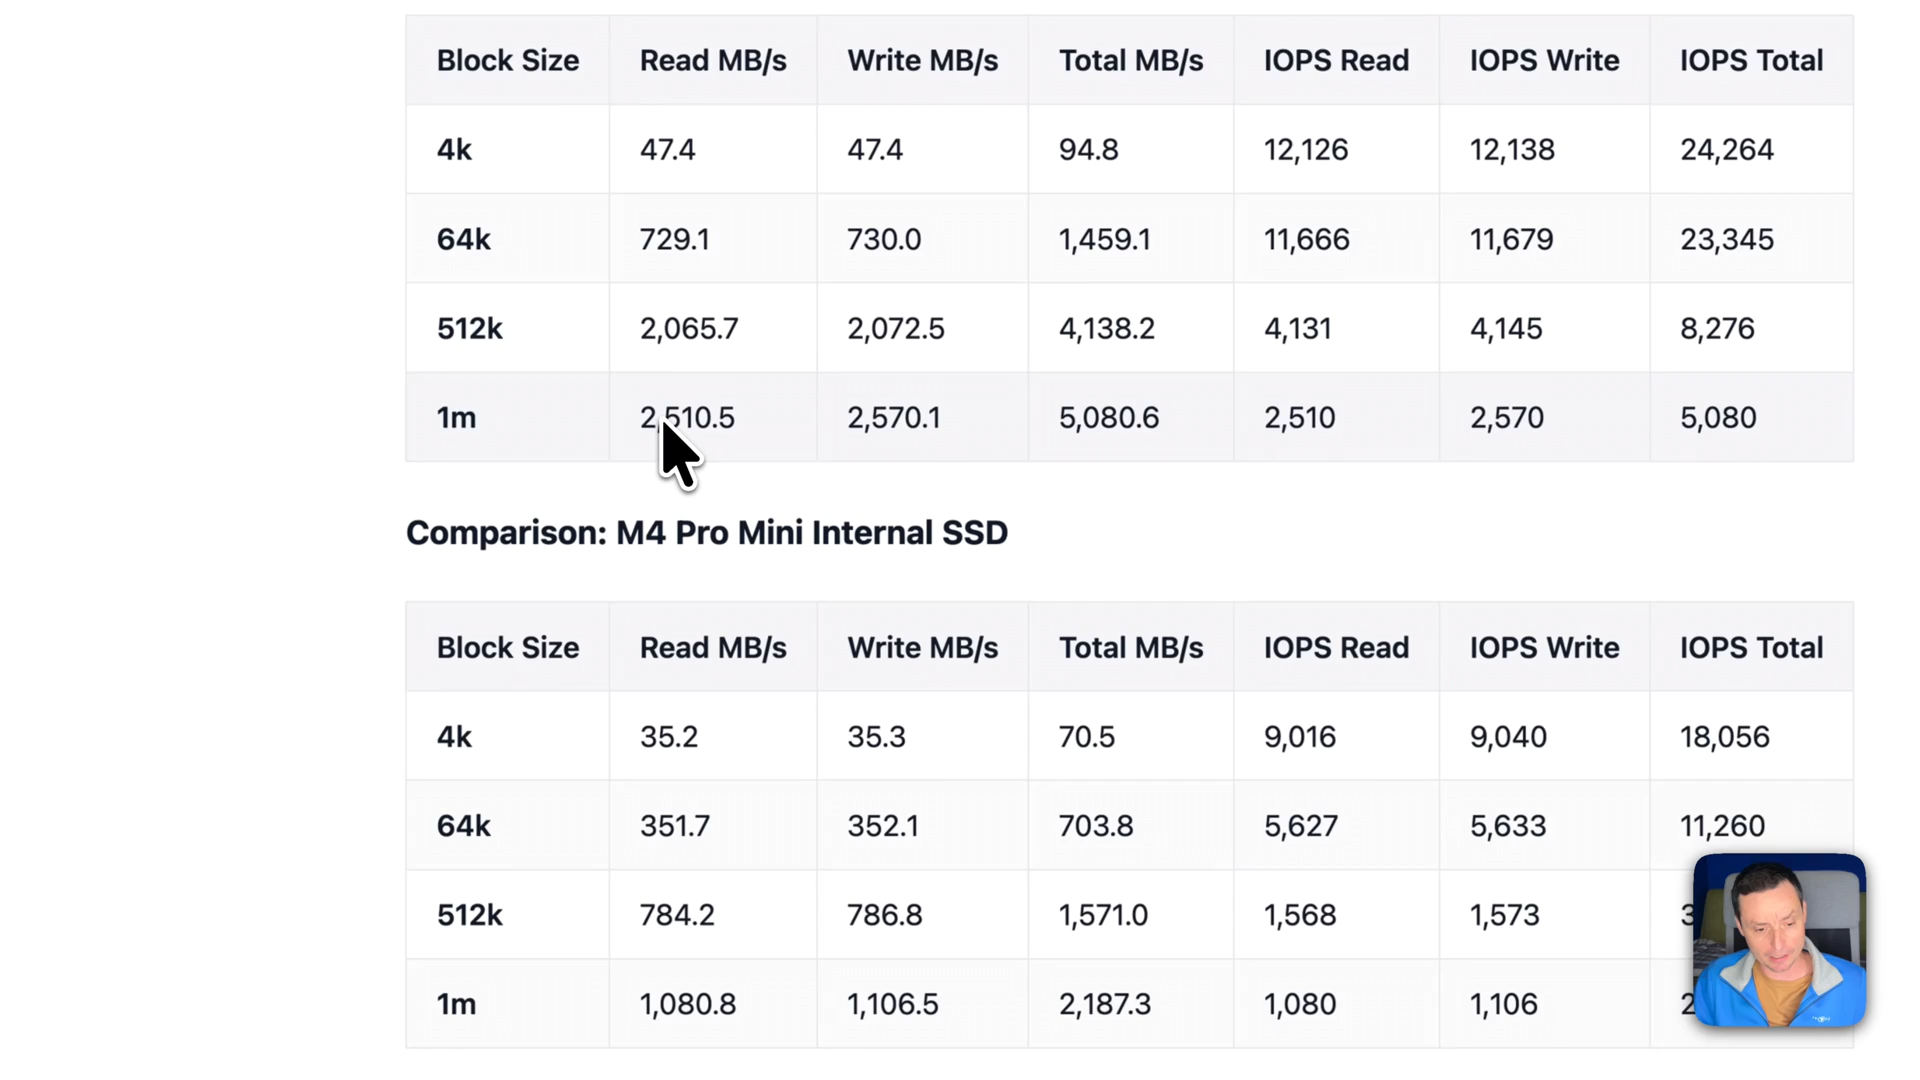 Block Size Read MB/s Write MB/s Total MB/s IOPS Read IOPS Write IOPS Total
4k 47.4 47.4 94.8 12,126 12,138 24,264
64k 729.1 730.0 1,459.1 11,666 11,679 23,345
512k 2,065.7 2,072.5 4,138.2 4,131 4,145 8,276
1m 2,510.5 2,570.1 5,080.6 2,510 2,570 5,080
Comparison: M4 Pro Mini Internal SSD
Block Size Read MB/s Write MB/s Total MB/s IOPS Read IOPS Write IOPS Total
4k 35.2 35.3 70.5 9,016 9,040 18,056
64k 351.7 352.1 703.8 5,627 5,633 11,260
512k 784.2 786.8 1,571.0 1,568 1,573
1m 1,080.8 1,106.5 2,187.3 1,080 1,106